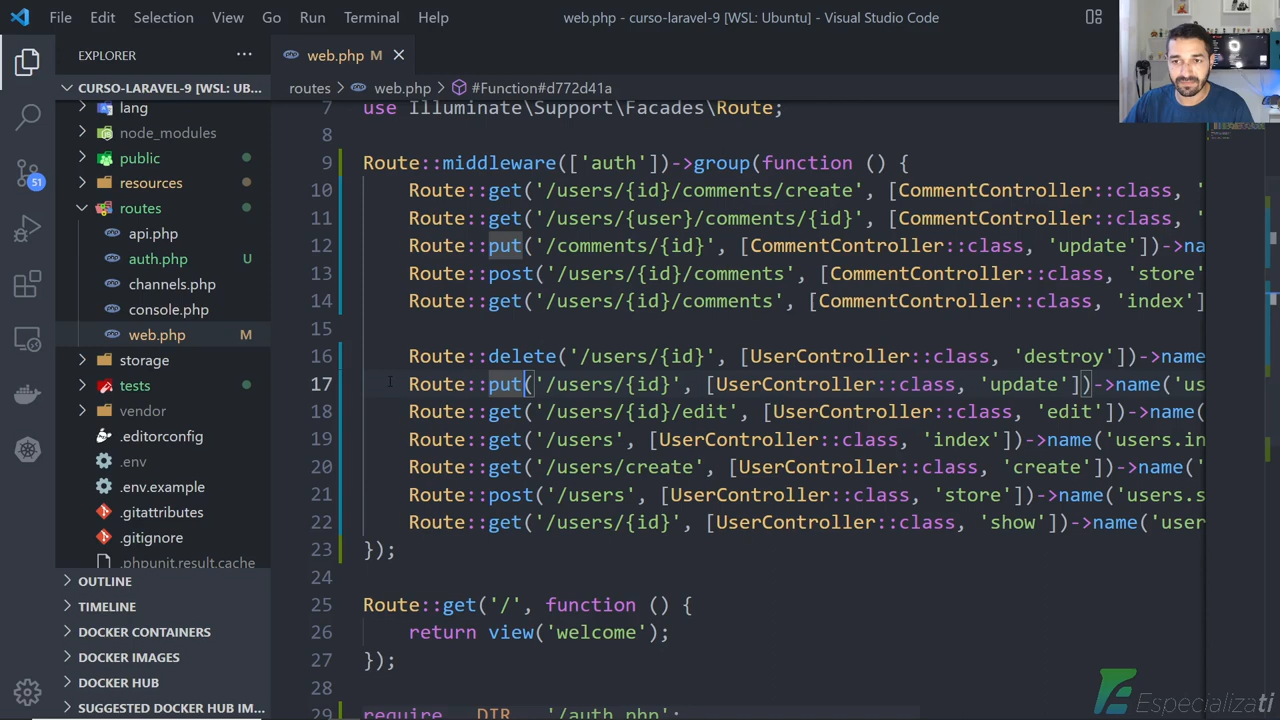 File Edit Selection View Go Run Terminal Help web.php - curso-laravel-9 [WSL: Ubuntu] - Visual Studio Code
EXPLORER ···
web.php M
CURSO-LARAVEL-9 [WSL: UB...
routes > web.php > #Function#d772d41a
lang
node_modules
public
resources
routes
api.php
auth.php U
channels.php
console.php
web.php M
storage
tests
vendor
.editorconfig
.env
.env.example
.gitattributes
.gitignore
.phpunit.result.cache
OUTLINE
TIMELINE
DOCKER CONTAINERS
DOCKER IMAGES
DOCKER HUB
SUGGESTED DOCKER HUB IM...
51
7 use Illuminate\Support\Facades\Route;
8
9 Route::middleware(['auth'])->group(function () {
10 Route::get('/users/{id}/comments/create', [CommentController::class, '
11 Route::get('/users/{user}/comments/{id}', [CommentController::class,
12 Route::put('/comments/{id}', [CommentController::class, 'update'])->na
13 Route::post('/users/{id}/comments', [CommentController::class, 'store'
14 Route::get('/users/{id}/comments', [CommentController::class, 'index']
15
16 Route::delete('/users/{id}', [UserController::class, 'destroy'])->name
17 Route::put('/users/{id}', [UserController::class, 'update'])->name('us
18 Route::get('/users/{id}/edit', [UserController::class, 'edit'])->name(
19 Route::get('/users', [UserController::class, 'index'])->name('users.in
20 Route::get('/users/create', [UserController::class, 'create'])->name('
21 Route::post('/users', [UserController::class, 'store'])->name('users.s
22 Route::get('/users/{id}', [UserController::class, 'show'])->name('user
23 });
24
25 Route::get('/', function () {
26 return view('welcome');
27 });
28
29 require __DIR__.'/auth.php';
Especializati